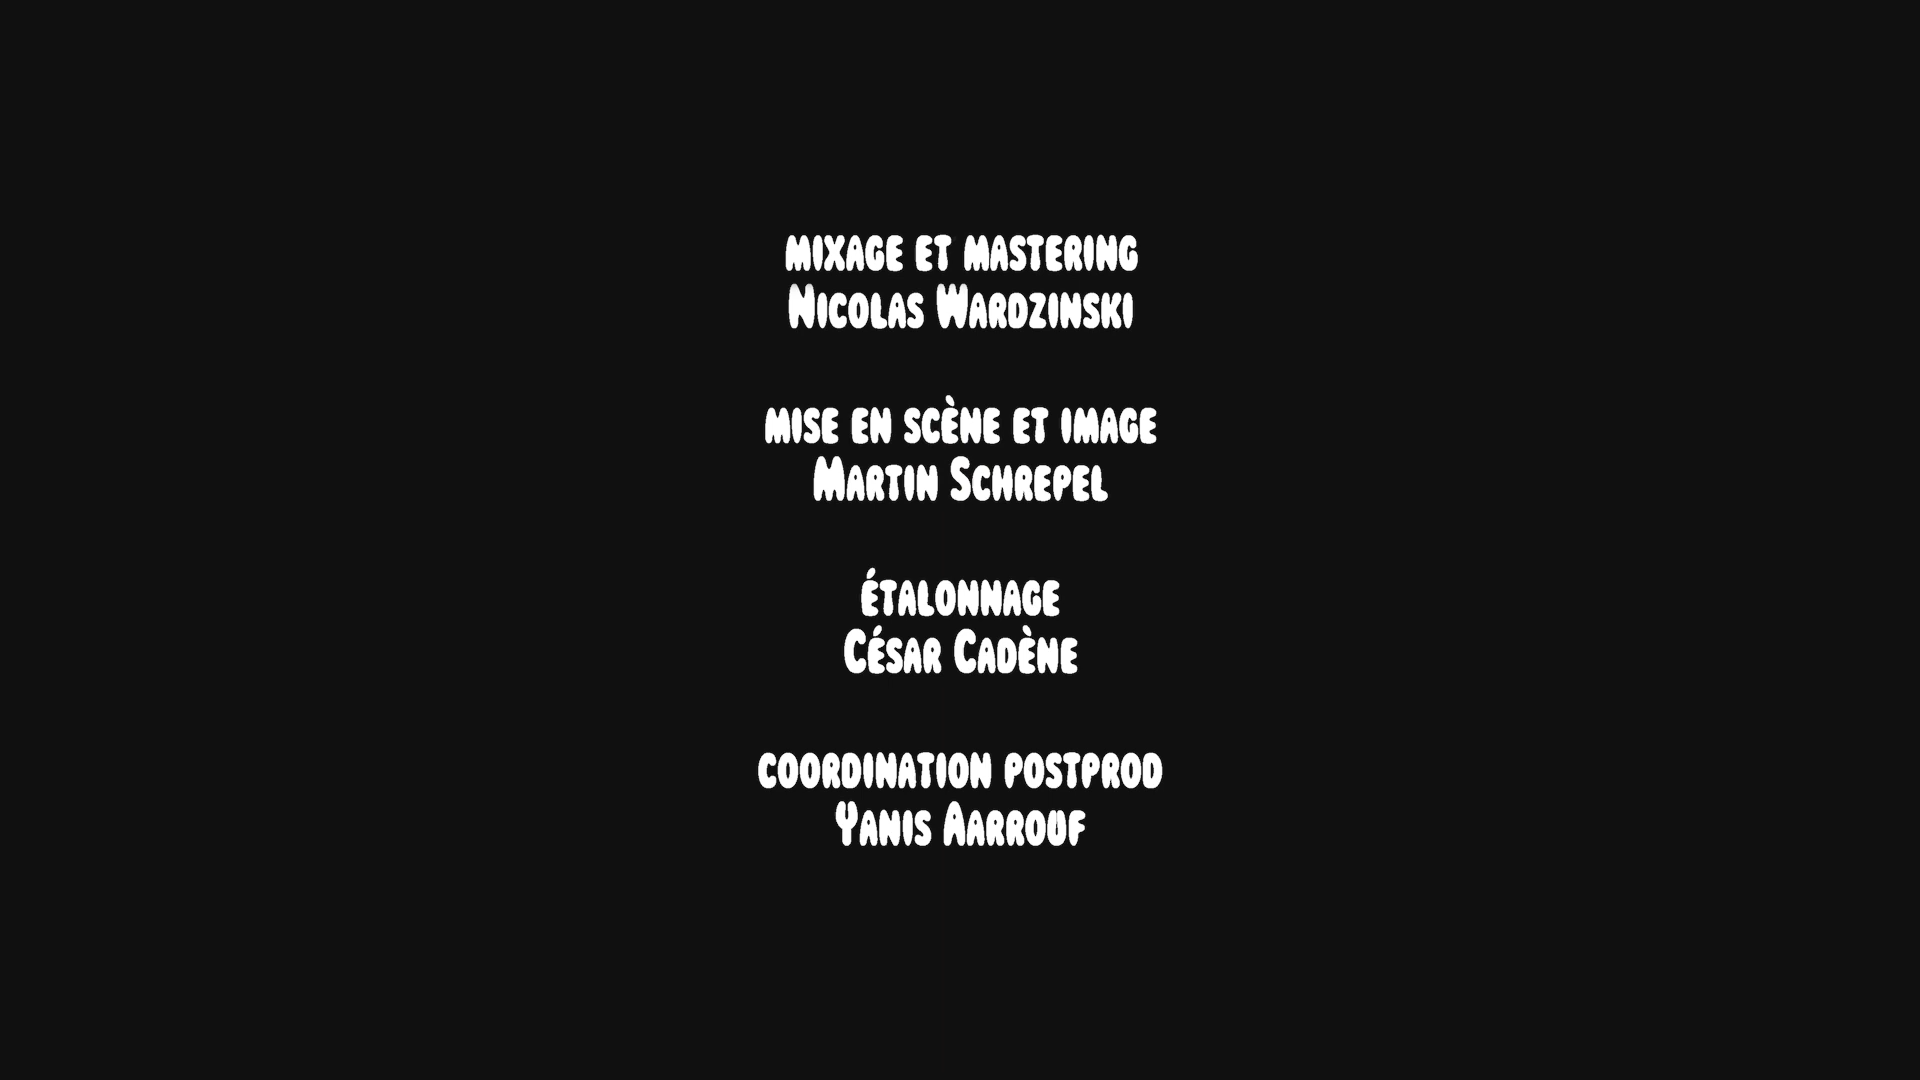 mixage et mastering
Nicolas Wardzinski
mise en scène et image
Martin Schrepel
étalonnage
César Cadène
coordination postprod
Yanis Aarrouf